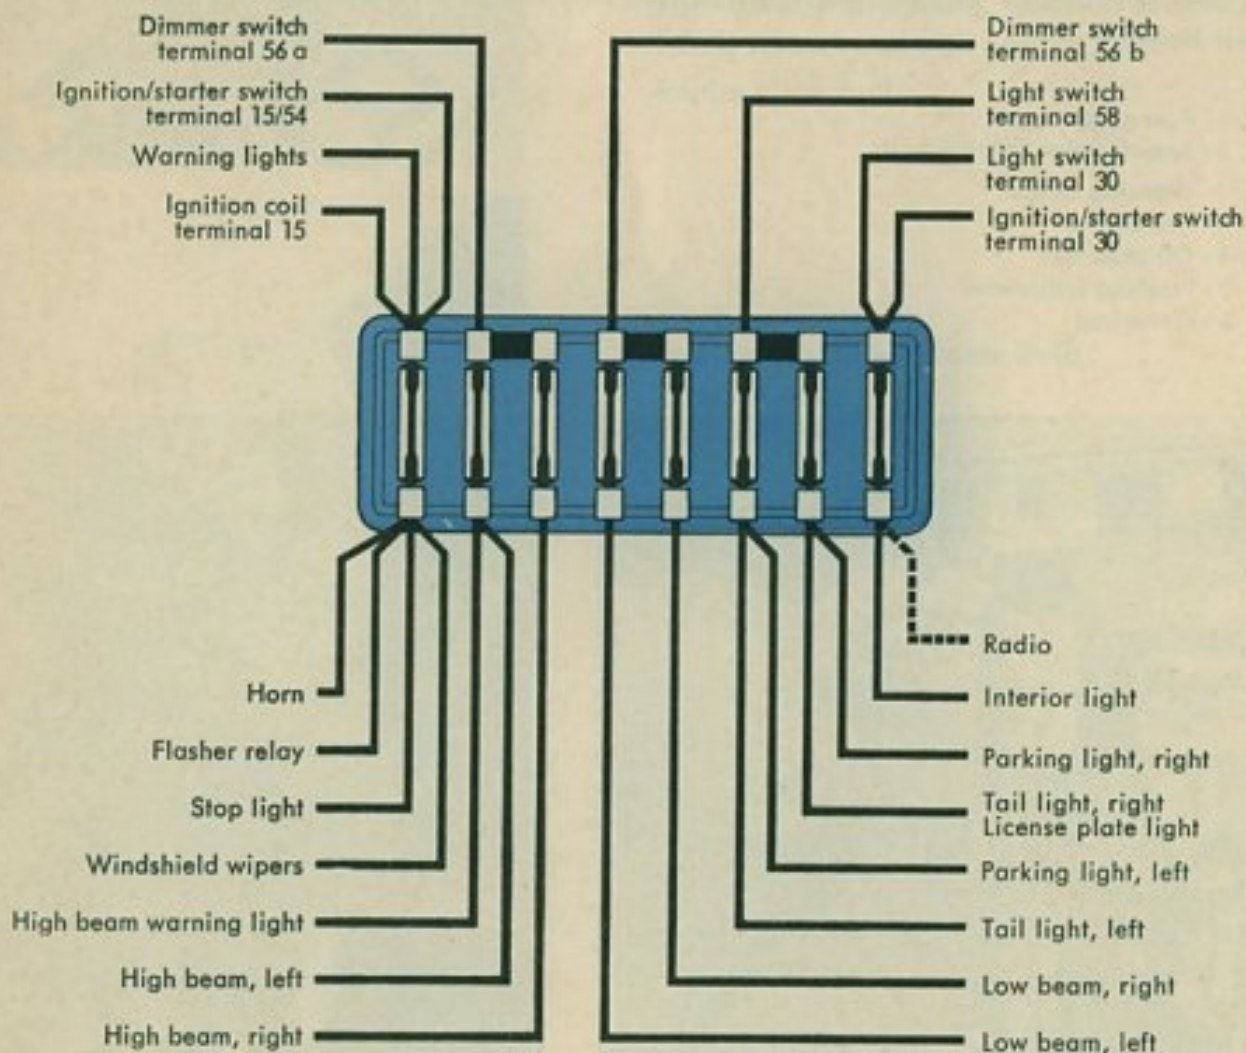 Dimmer switch
terminal 56 a
Ignition/starter switch
terminal 15/54
Warning lights
Ignition coil
terminal 15
Dimmer switch
terminal 56 b
Light switch
terminal 58
Light switch
terminal 30
Ignition/starter switch
terminal 30
Horn
Flasher relay
Stop light
Windshield wipers
High beam warning light
High beam, left
High beam, right
Radio
Interior light
Parking light, right
Tail light, right
License plate light
Parking light, left
Tail light, left
Low beam, right
Low beam, left